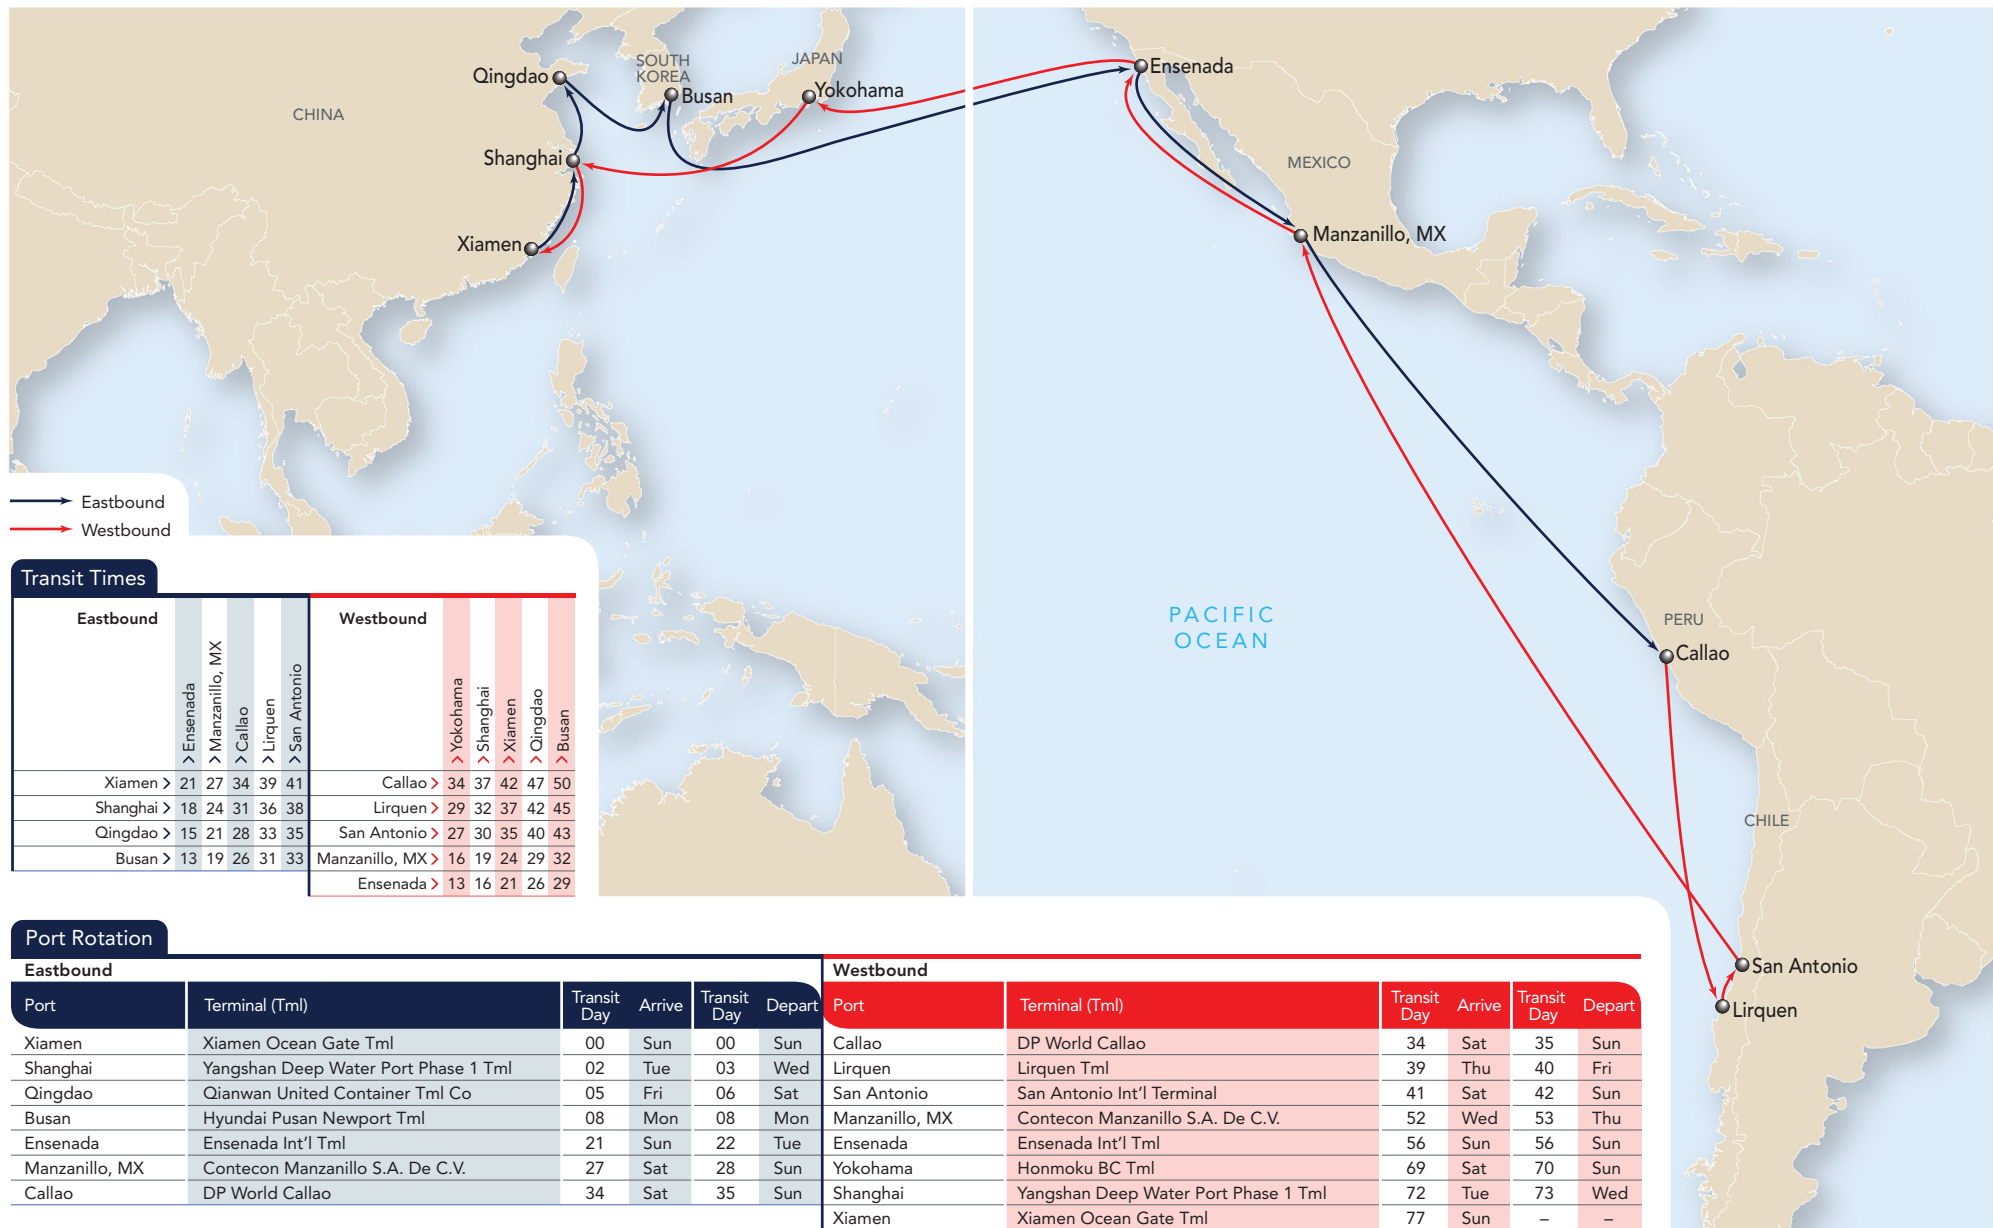 CHINA
SOUTH
KOREA
JAPAN
Qingdao
Busan
Yokohama
Shanghai
Xiamen
Ensenada
MEXICO
Manzanillo, MX
PACIFIC
OCEAN
PERU
Callao
CHILE
San Antonio
Lirquen
Eastbound
Westbound
Transit Times
Eastbound
> Ensenada
> Manzanillo, MX
> Callao
> Lirquen
> San Antonio
Xiamen > 21 27 34 39 41
Shanghai > 18 24 31 36 38
Qingdao > 15 21 28 33 35
Busan > 13 19 26 31 33
Westbound
> Yokohama
> Shanghai
> Xiamen
> Qingdao
> Busan
Callao > 34 37 42 47 50
Lirquen > 29 32 37 42 45
San Antonio > 27 30 35 40 43
Manzanillo, MX > 16 19 24 29 32
Ensenada > 13 16 21 26 29
Port Rotation
Eastbound
Port Terminal (Tml) Transit Day Arrive Transit Day Depart
Xiamen Xiamen Ocean Gate Tml 00 Sun 00 Sun
Shanghai Yangshan Deep Water Port Phase 1 Tml 02 Tue 03 Wed
Qingdao Qianwan United Container Tml Co 05 Fri 06 Sat
Busan Hyundai Pusan Newport Tml 08 Mon 08 Mon
Ensenada Ensenada Int'l Tml 21 Sun 22 Tue
Manzanillo, MX Contecon Manzanillo S.A. De C.V. 27 Sat 28 Sun
Callao DP World Callao 34 Sat 35 Sun
Westbound
Port Terminal (Tml) Transit Day Arrive Transit Day Depart
Callao DP World Callao 34 Sat 35 Sun
Lirquen Lirquen Tml 39 Thu 40 Fri
San Antonio San Antonio Int'l Terminal 41 Sat 42 Sun
Manzanillo, MX Contecon Manzanillo S.A. De C.V. 52 Wed 53 Thu
Ensenada Ensenada Int'l Tml 56 Sun 56 Sun
Yokohama Honmoku BC Tml 69 Sat 70 Sun
Shanghai Yangshan Deep Water Port Phase 1 Tml 72 Tue 73 Wed
Xiamen Xiamen Ocean Gate Tml 77 Sun – –